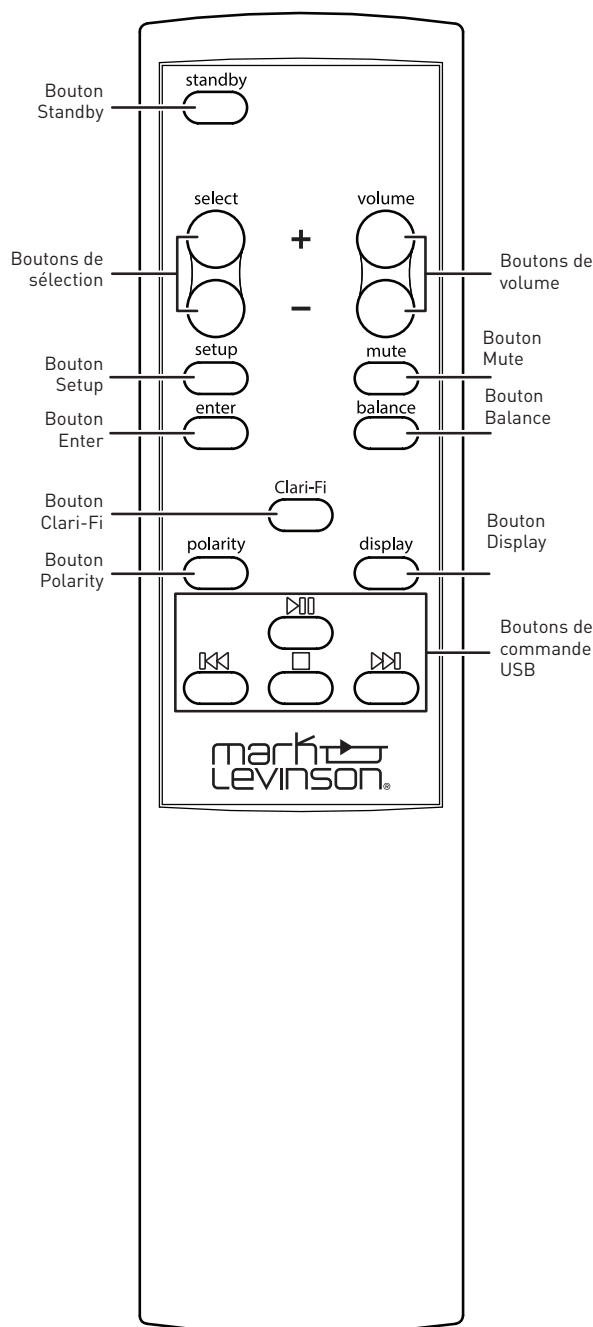 standby
Bouton
Standby
select
volume
+
Boutons de
sélection
Boutons de
volume
−
setup
mute
Bouton
Setup
Bouton
Mute
enter
balance
Bouton
Enter
Bouton
Balance
Clari-Fi
Bouton
Clari-Fi
polarity
display
Bouton
Polarity
Bouton
Display
Boutons de
commande
USB
mark
Levinson®